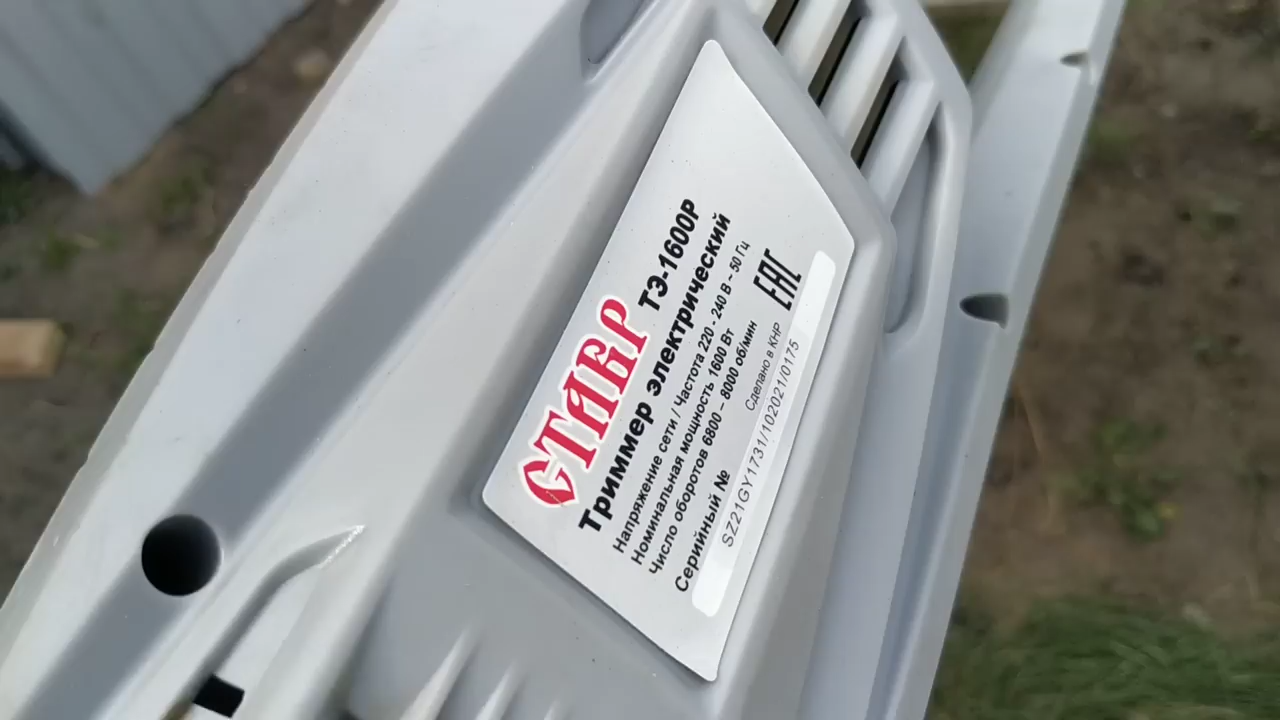 СТАВР ТЭ-1600Р
Триммер электрический
Напряжение сети / Частота 220 - 240 В ~ 50 Гц
Номинальная мощность 1600 Вт
Число оборотов 6800 – 8000 об/мин
Серийный № Сделано в КНР
EAC
SZ21GY1731/102021/0175